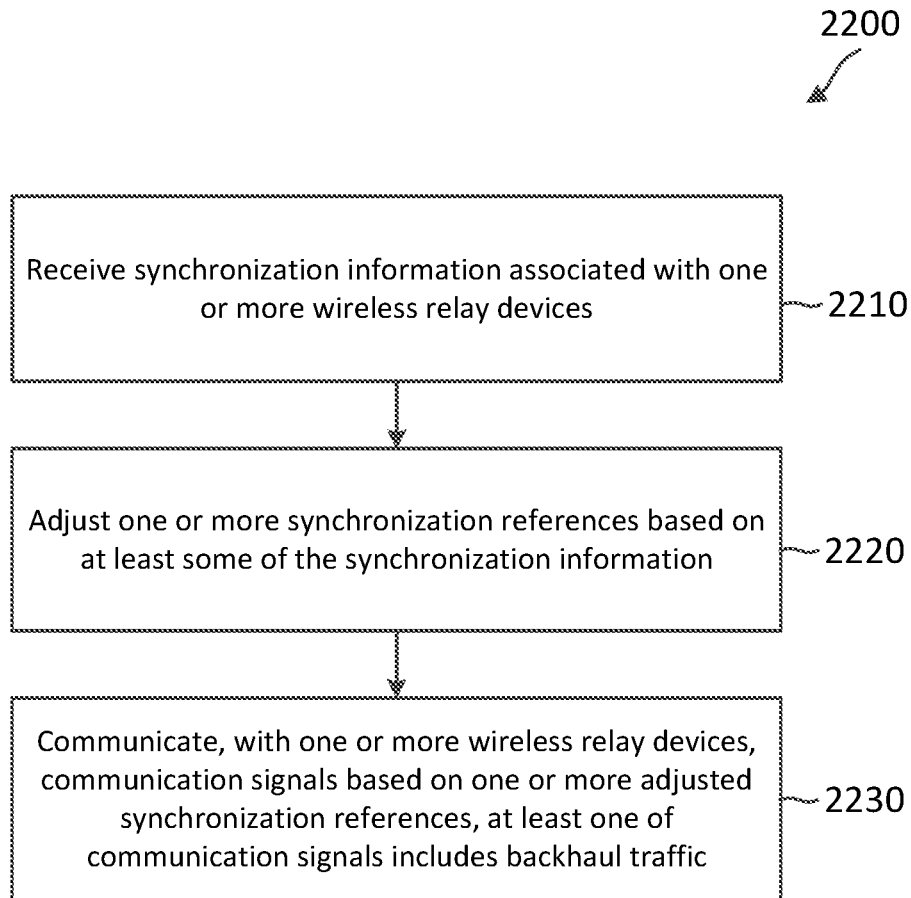 2200
Receive synchronization information associated with one
or more wireless relay devices
2210
Adjust one or more synchronization references based on
at least some of the synchronization information
2220
Communicate, with one or more wireless relay devices,
communication signals based on one or more adjusted
synchronization references, at least one of
communication signals includes backhaul traffic
2230